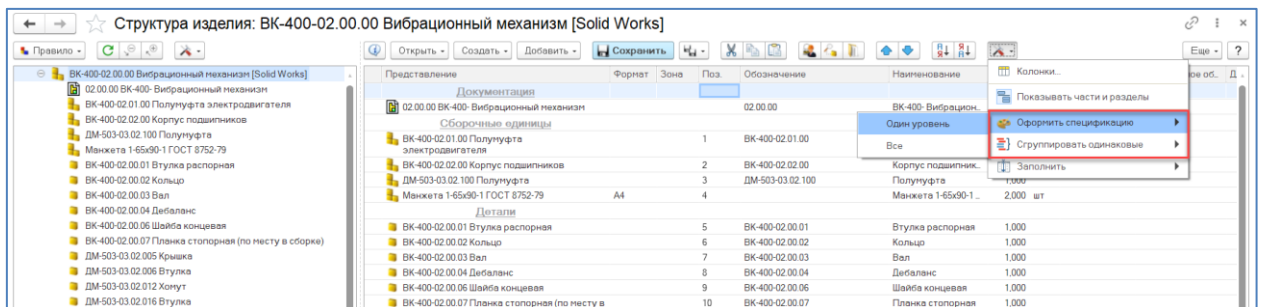 Структура изделия: ВК-400-02.00.00 Вибрационный механизм [Solid Works]
Правило
Открыть
Создать
Добавить
Сохранить
Еще
?
ВК-400-02.00.00 Вибрационный механизм [Solid Works]
02.00.00 ВК-400- Вибрационный механизм
ВК-400-02.01.00 Полумуфта электродвигателя
ВК-400-02.02.00 Корпус подшипников
ДМ-503-03.02.100 Полумуфта
Манжета 1-65х90-1 ГОСТ 8752-79
ВК-400-02.00.01 Втулка распорная
ВК-400-02.00.02 Кольцо
ВК-400-02.00.03 Вал
ВК-400-02.00.04 Дебаланс
ВК-400-02.00.06 Шайба концевая
ВК-400-02.00.07 Планка стопорная (по месту в сборке)
ДМ-503-03.02.005 Крышка
ДМ-503-03.02.006 Втулка
ДМ-503-03.02.012 Хомут
ДМ-503-03.02.016 Втулка
Представление Формат Зона Поз. Обозначение Наименование ое об.. Д
Документация
02.00.00 ВК-400- Вибрационный механизм 02.00.00 ВК-400- Вибрацион..
Сборочные единицы
ВК-400-02.01.00 Полумуфта электродвигателя 1 ВК-400-02.01.00
ВК-400-02.02.00 Корпус подшипников 2 ВК-400-02.02.00 Корпус подшипник..
ДМ-503-03.02.100 Полумуфта 3 ДМ-503-03.02.100 Полумуфта 1,000
Манжета 1-65х90-1 ГОСТ 8752-79 А4 4 Манжета 1-65х90-1 .. 2,000 шт
Детали
ВК-400-02.00.01 Втулка распорная 5 ВК-400-02.00.01 Втулка распорная 1,000
ВК-400-02.00.02 Кольцо 6 ВК-400-02.00.02 Кольцо 1,000
ВК-400-02.00.03 Вал 7 ВК-400-02.00.03 Вал 1,000
ВК-400-02.00.04 Дебаланс 8 ВК-400-02.00.04 Дебаланс 1,000
ВК-400-02.00.06 Шайба концевая 9 ВК-400-02.00.06 Шайба концевая 1,000
ВК-400-02.00.07 Планка стопорная (по месту в 10 ВК-400-02.00.07 Планка стопорная 1,000
Колонки...
Показывать части и разделы
Оформить спецификацию
Сгруппировать одинаковые
Заполнить
Один уровень
Все